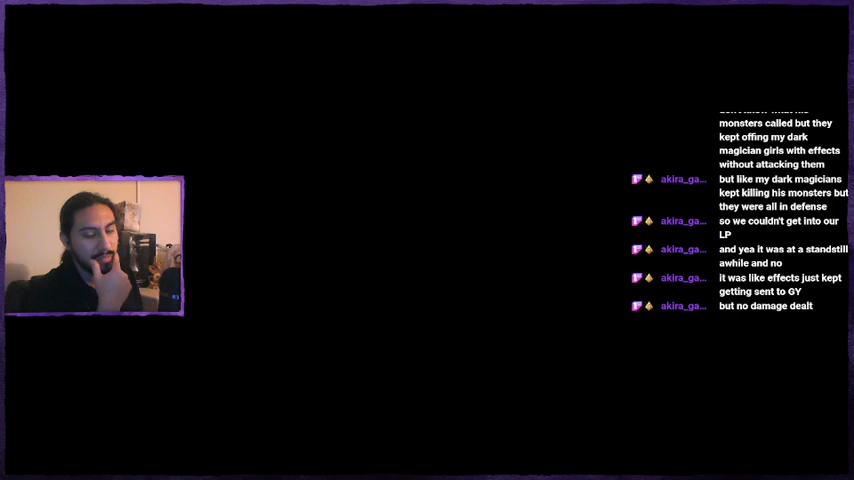 monsters called but they
kept offing my dark
magician girls with effects
without attacking them
akira_ga... but like my dark magicians
kept killing his monsters but
they were all in defense
akira_ga... so we couldn't get into our
LP
akira_ga... and yea it was at a standstill
awhile and no
akira_ga... it was like effects just kept
getting sent to GY
akira_ga... but no damage dealt